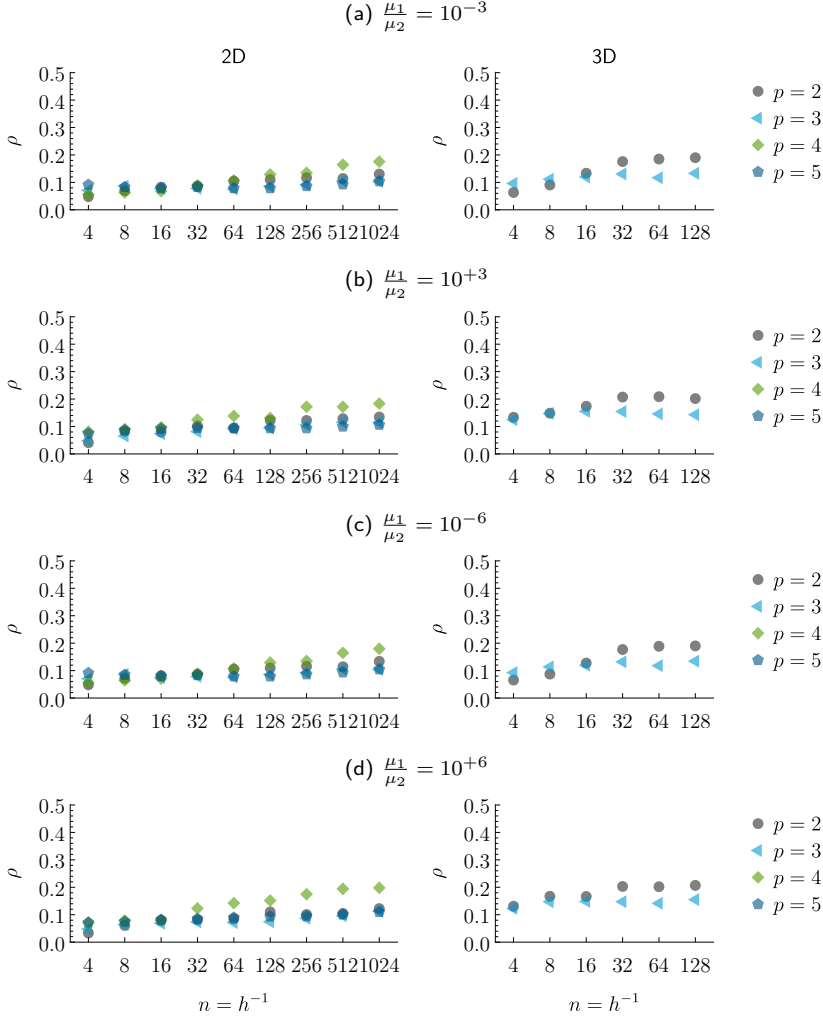 (a) μ₁/μ₂ = 10⁻³
2D 3D
0.5 0.4 0.3 0.2 0.1 0.0
ρ
4 8 16 32 64 128 256 512 1024
0.5 0.4 0.3 0.2 0.1 0.0
ρ
4 8 16 32 64 128
p = 2
p = 3
p = 4
p = 5
(b) μ₁/μ₂ = 10⁺³
0.5 0.4 0.3 0.2 0.1 0.0
ρ
4 8 16 32 64 128 256 512 1024
0.5 0.4 0.3 0.2 0.1 0.0
ρ
4 8 16 32 64 128
p = 2
p = 3
p = 4
p = 5
(c) μ₁/μ₂ = 10⁻⁶
0.5 0.4 0.3 0.2 0.1 0.0
ρ
4 8 16 32 64 128 256 512 1024
0.5 0.4 0.3 0.2 0.1 0.0
ρ
4 8 16 32 64 128
p = 2
p = 3
p = 4
p = 5
(d) μ₁/μ₂ = 10⁺⁶
0.5 0.4 0.3 0.2 0.1 0.0
ρ
4 8 16 32 64 128 256 512 1024
n = h⁻¹
0.5 0.4 0.3 0.2 0.1 0.0
ρ
4 8 16 32 64 128
n = h⁻¹
p = 2
p = 3
p = 4
p = 5